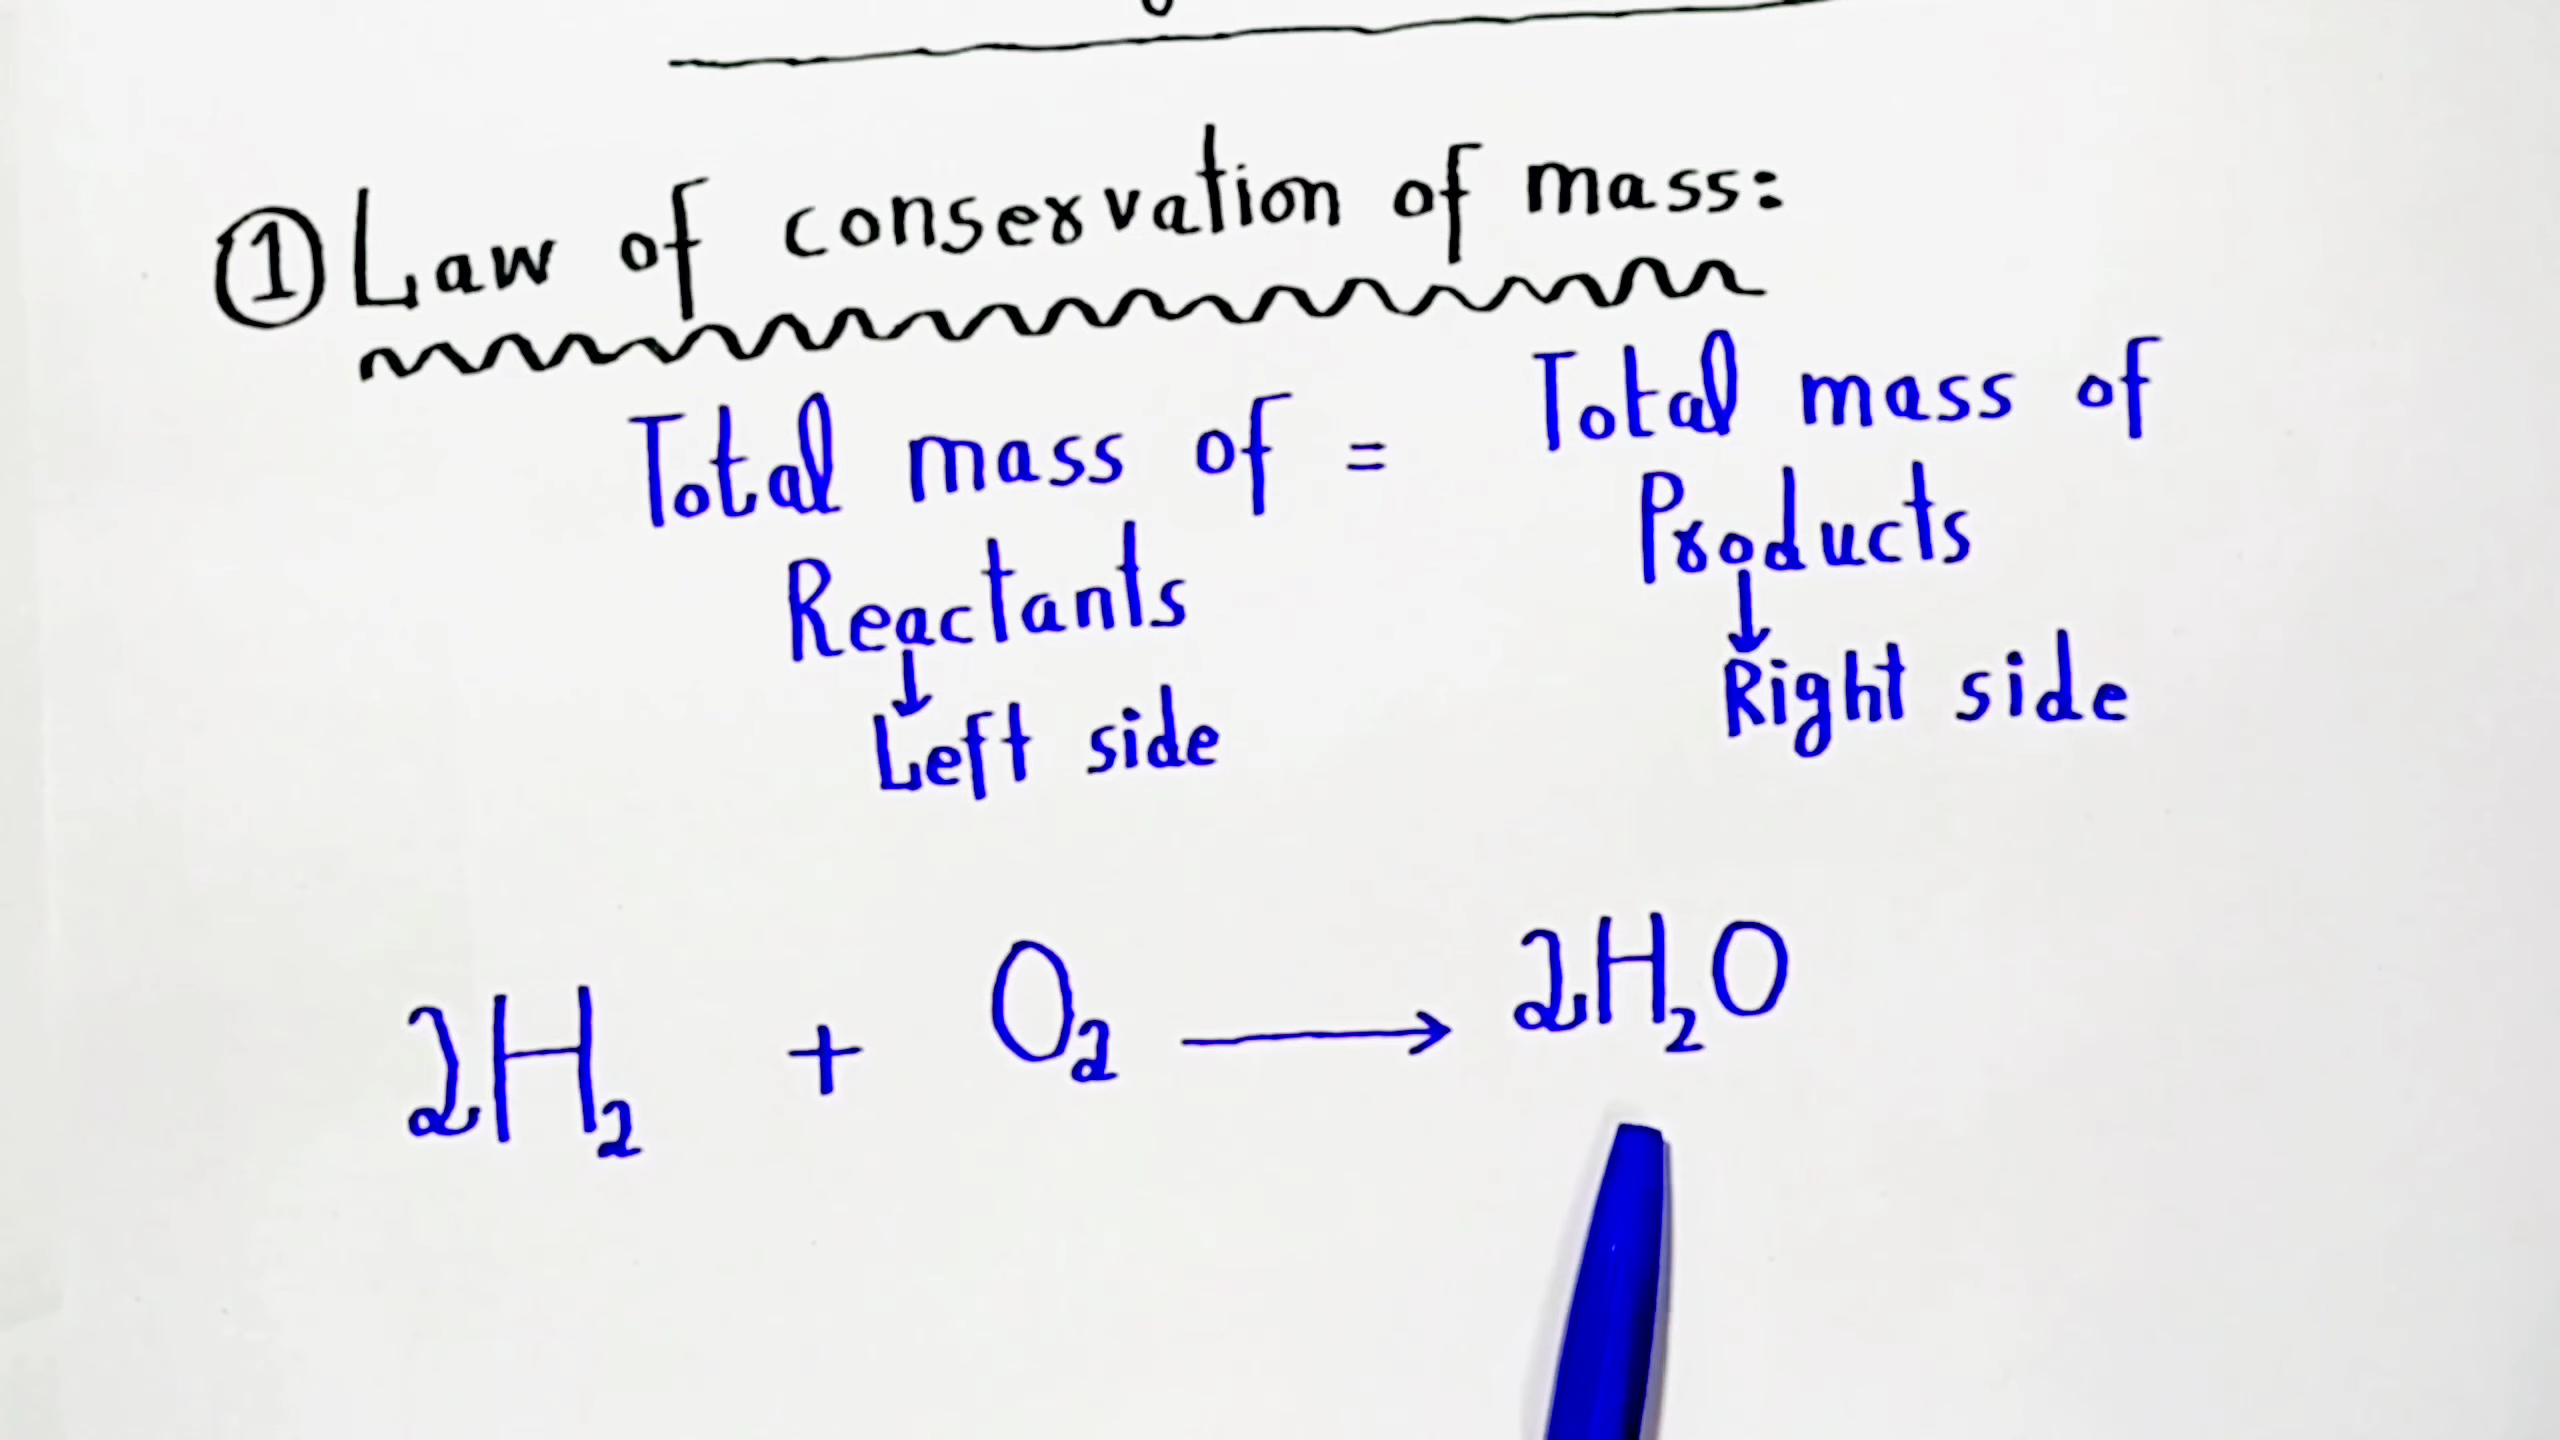 ① Law of conservation of mass:
Total mass of = Total mass of
Reactants Products
↓ ↓
Left side Right side
2H₂ + O₂ → 2H₂O